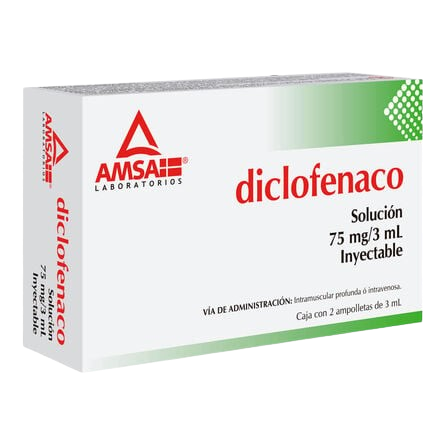 AMSA
LABORATORIOS
diclofenaco
Solución
75 mg/3 mL
Inyectable
VÍA DE ADMINISTRACIÓN: Intramuscular profunda ó intravenosa.
Caja con 2 ampolletas de 3 mL
AMSA
LABORATORIOS
diclofenaco
Solución
75 mg/3 mL
Inyectable